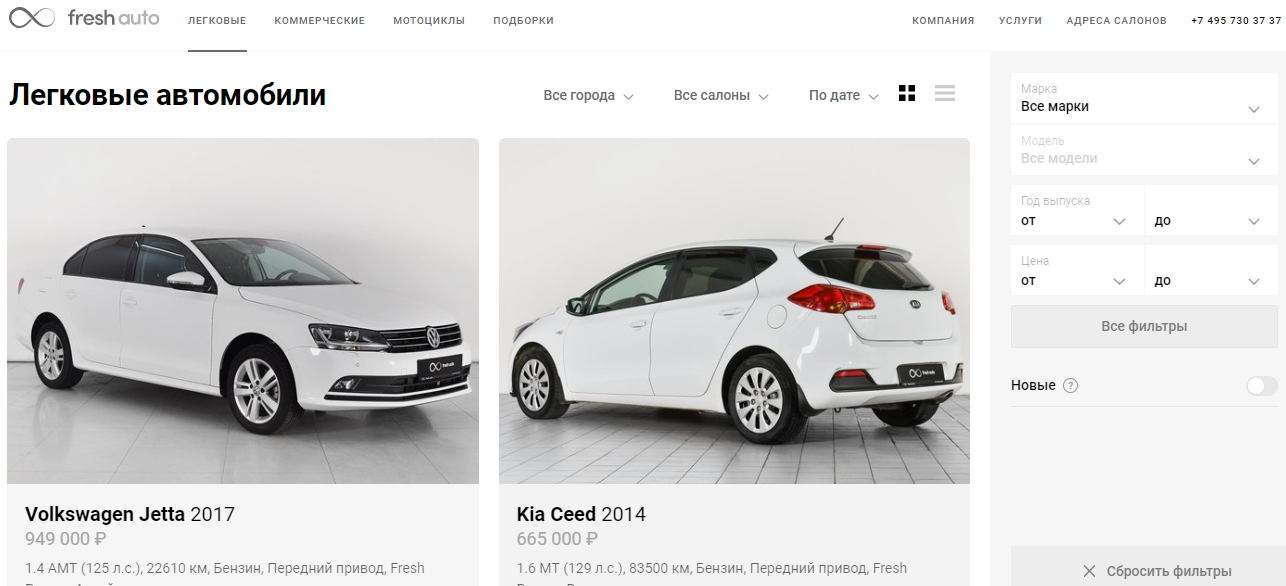 fresh auto
ЛЕГКОВЫЕ КОММЕРЧЕСКИЕ МОТОЦИКЛЫ ПОДБОРКИ КОМПАНИЯ УСЛУГИ АДРЕСА САЛОНОВ +7 495 730 37 37
Легковые автомобили
Все города Все салоны По дате
Марка
Все марки
Модель
Все модели
Год выпуска
от до
Цена
от до
Все фильтры
Новые ?
Сбросить фильтры
fresh auto
Volkswagen Jetta 2017
949 000 ₽
1.4 AMT (125 л.с.), 22610 км, Бензин, Передний привод, Fresh
Kia Ceed 2014
665 000 ₽
1.6 MT (129 л.с.), 83500 км, Бензин, Передний привод, Fresh